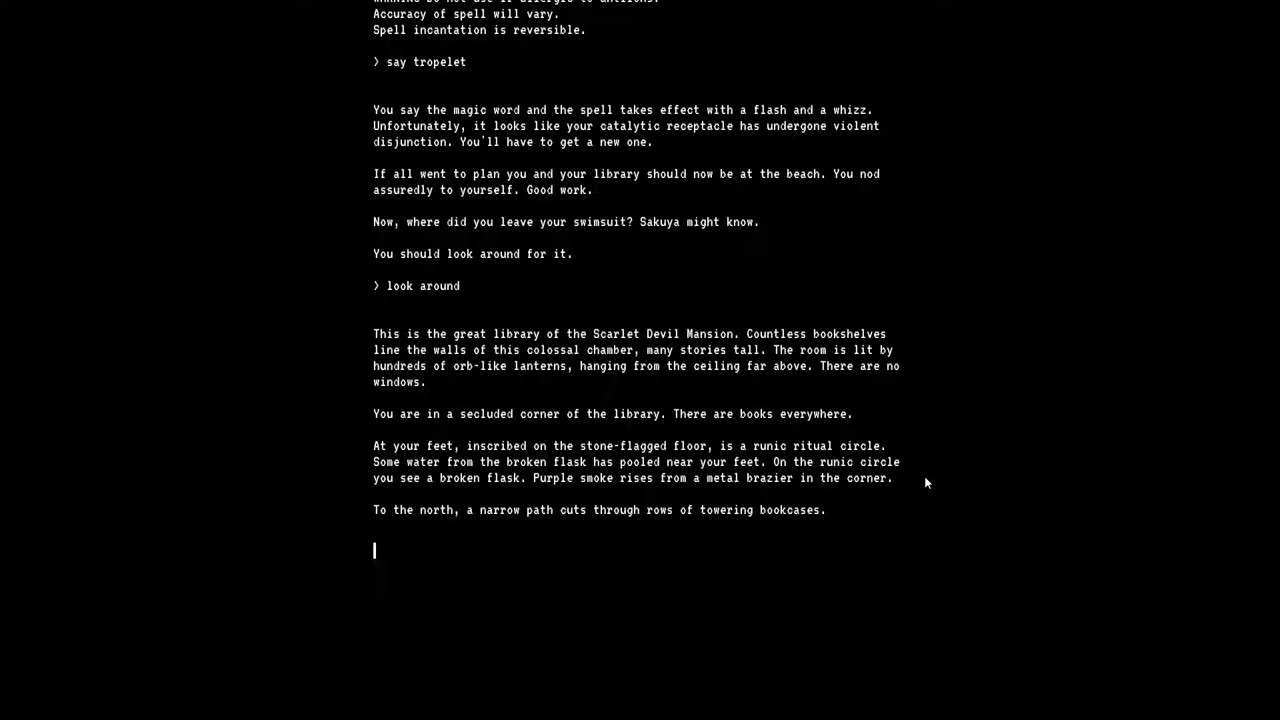 Accuracy of spell will vary.
Spell incantation is reversible.
> say tropelet
You say the magic word and the spell takes effect with a flash and a whizz.
Unfortunately, it looks like your catalytic receptacle has undergone violent
disjunction. You'll have to get a new one.
If all went to plan you and your library should now be at the beach. You nod
assuredly to yourself. Good work.
Now, where did you leave your swimsuit? Sakuya might know.
You should look around for it.
> look around
This is the great library of the Scarlet Devil Mansion. Countless bookshelves
line the walls of this colossal chamber, many stories tall. The room is lit by
hundreds of orb-like lanterns, hanging from the ceiling far above. There are no
windows.
You are in a secluded corner of the library. There are books everywhere.
At your feet, inscribed on the stone-flagged floor, is a runic ritual circle.
Some water from the broken flask has pooled near your feet. On the runic circle
you see a broken flask. Purple smoke rises from a metal brazier in the corner.
To the north, a narrow path cuts through rows of towering bookcases.